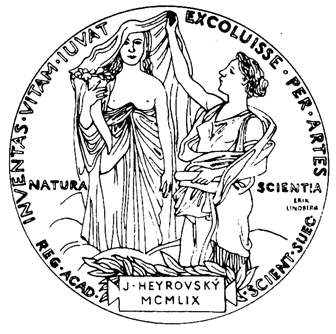 INVENTAS · VITAM · IUVAT EXCOLUISSE · PER · ARTES
NATURA
SCIENTIA
ERIK
LINDBERG
REG. ACAD. SCIENT. SUEC.
J · HEYROVSKÝ
MCMLIX